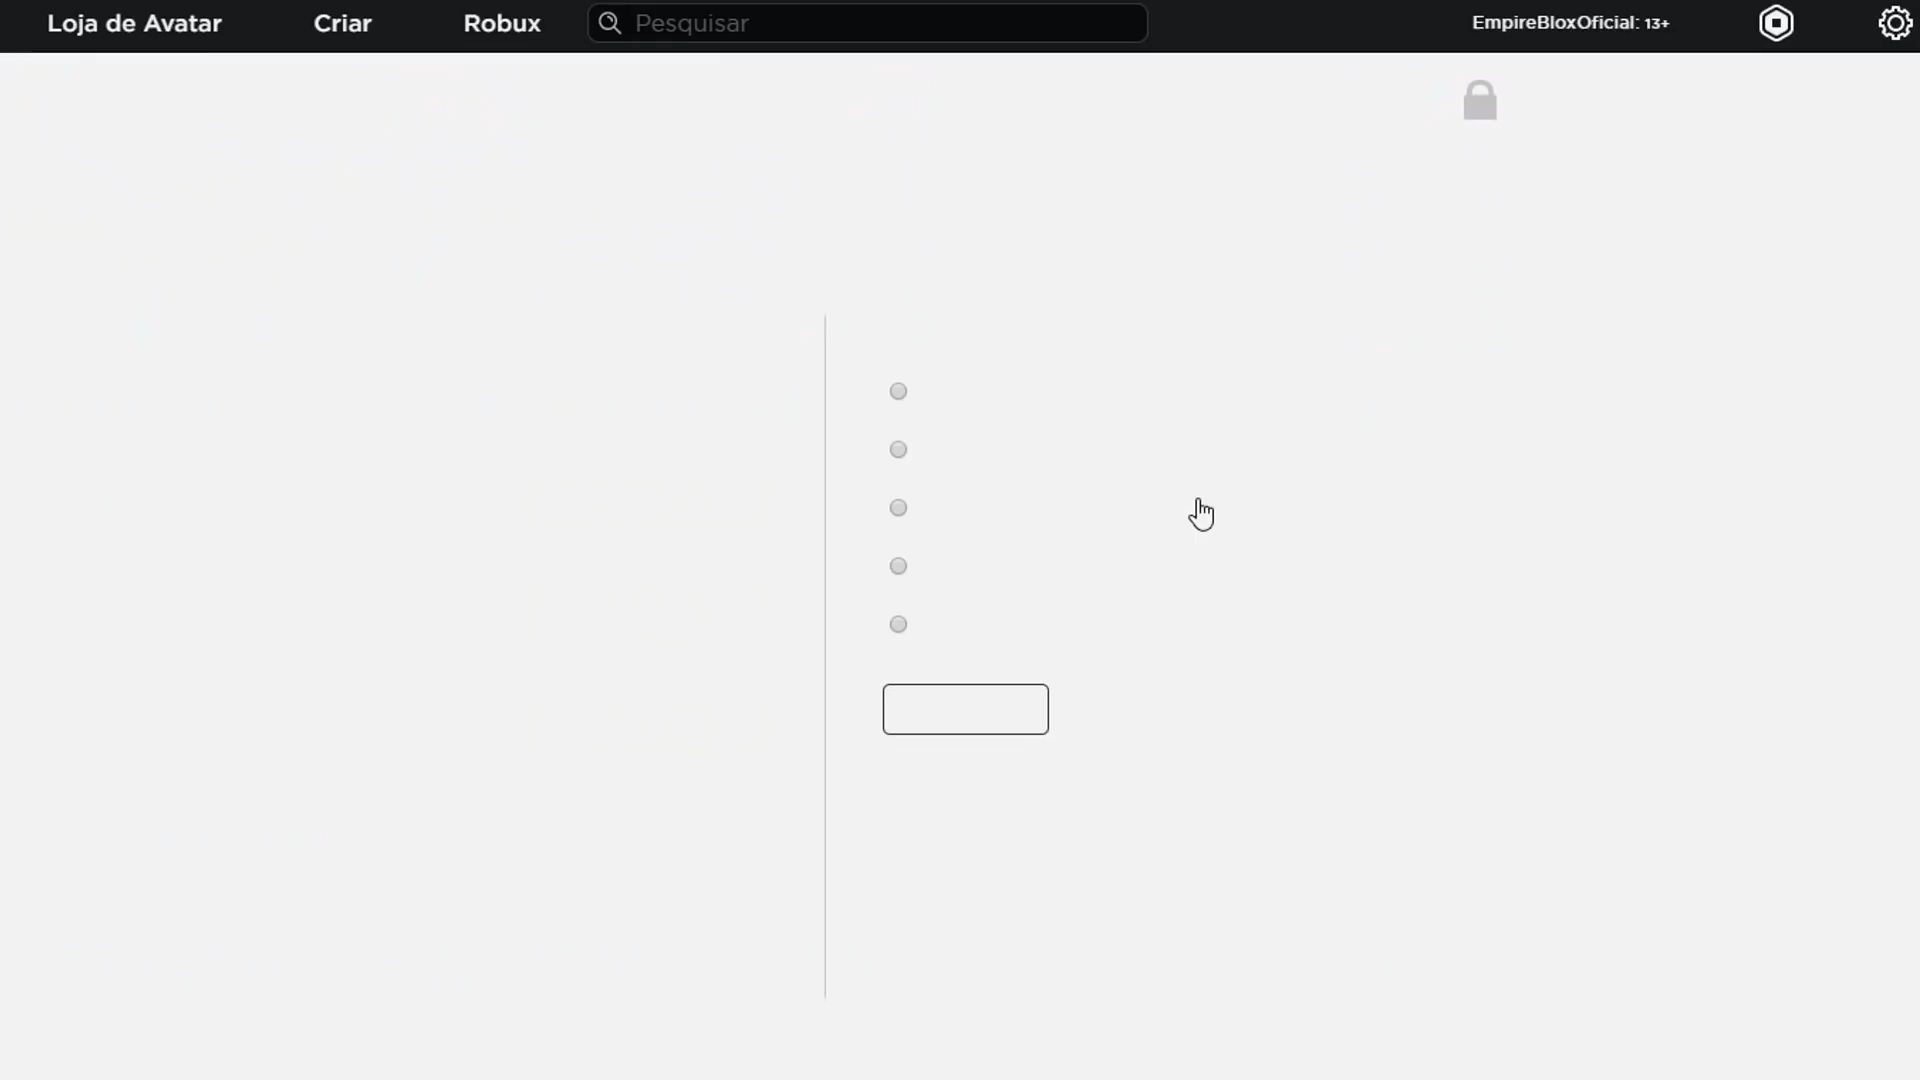 Loja de Avatar
Criar
Robux
Pesquisar
EmpireBloxOficial: 13+